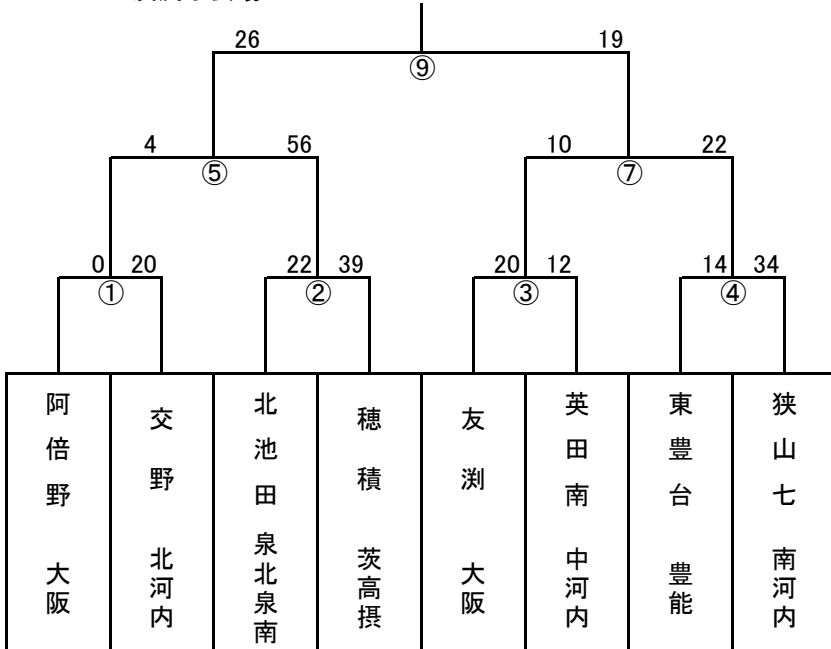 26 19
⑨
4 56 10 22
⑤ ⑦
0 20 22 39 20 12 14 34
① ② ③ ④
阿倍野 大阪
交野 北河内
北池田 泉北泉南
穂積 茨高摂
友渕 大阪
英田南 中河内
東豊台 豊能
狭山七 南河内